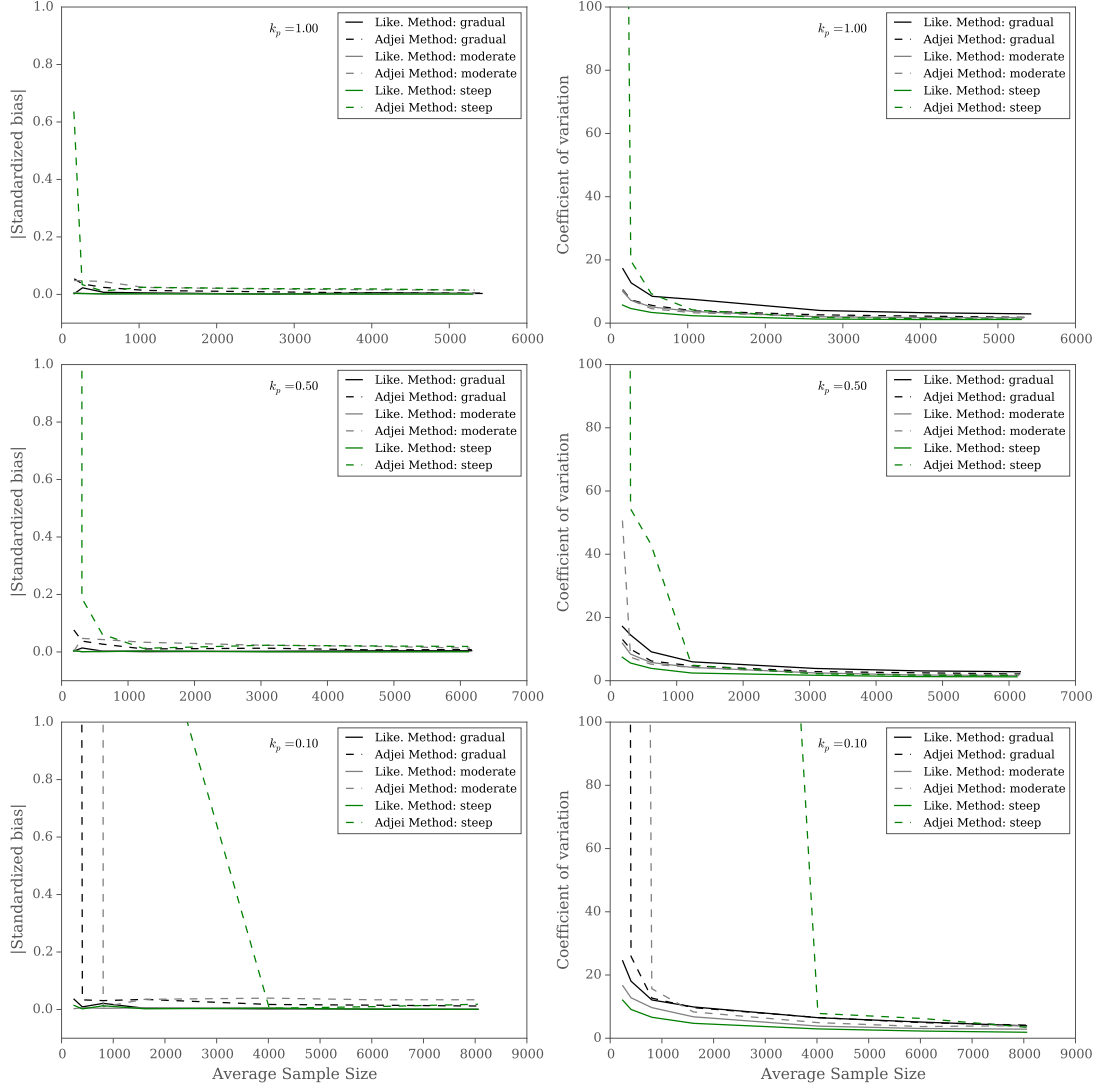 1.0
0.8
0.6
0.4
0.2
0.0
|Standardized bias|
k_p =1.00
Like. Method: gradual
Adjei Method: gradual
Like. Method: moderate
Adjei Method: moderate
Like. Method: steep
Adjei Method: steep
0 1000 2000 3000 4000 5000 6000
100
80
60
40
20
0
Coefficient of variation
k_p =1.00
Like. Method: gradual
Adjei Method: gradual
Like. Method: moderate
Adjei Method: moderate
Like. Method: steep
Adjei Method: steep
0 1000 2000 3000 4000 5000 6000
1.0
0.8
0.6
0.4
0.2
0.0
|Standardized bias|
k_p =0.50
Like. Method: gradual
Adjei Method: gradual
Like. Method: moderate
Adjei Method: moderate
Like. Method: steep
Adjei Method: steep
0 1000 2000 3000 4000 5000 6000 7000
100
80
60
40
20
0
Coefficient of variation
k_p =0.50
Like. Method: gradual
Adjei Method: gradual
Like. Method: moderate
Adjei Method: moderate
Like. Method: steep
Adjei Method: steep
0 1000 2000 3000 4000 5000 6000 7000
1.0
0.8
0.6
0.4
0.2
0.0
|Standardized bias|
k_p =0.10
Like. Method: gradual
Adjei Method: gradual
Like. Method: moderate
Adjei Method: moderate
Like. Method: steep
Adjei Method: steep
0 1000 2000 3000 4000 5000 6000 7000 8000 9000
Average Sample Size
100
80
60
40
20
0
Coefficient of variation
k_p =0.10
Like. Method: gradual
Adjei Method: gradual
Like. Method: moderate
Adjei Method: moderate
Like. Method: steep
Adjei Method: steep
0 1000 2000 3000 4000 5000 6000 7000 8000 9000
Average Sample Size